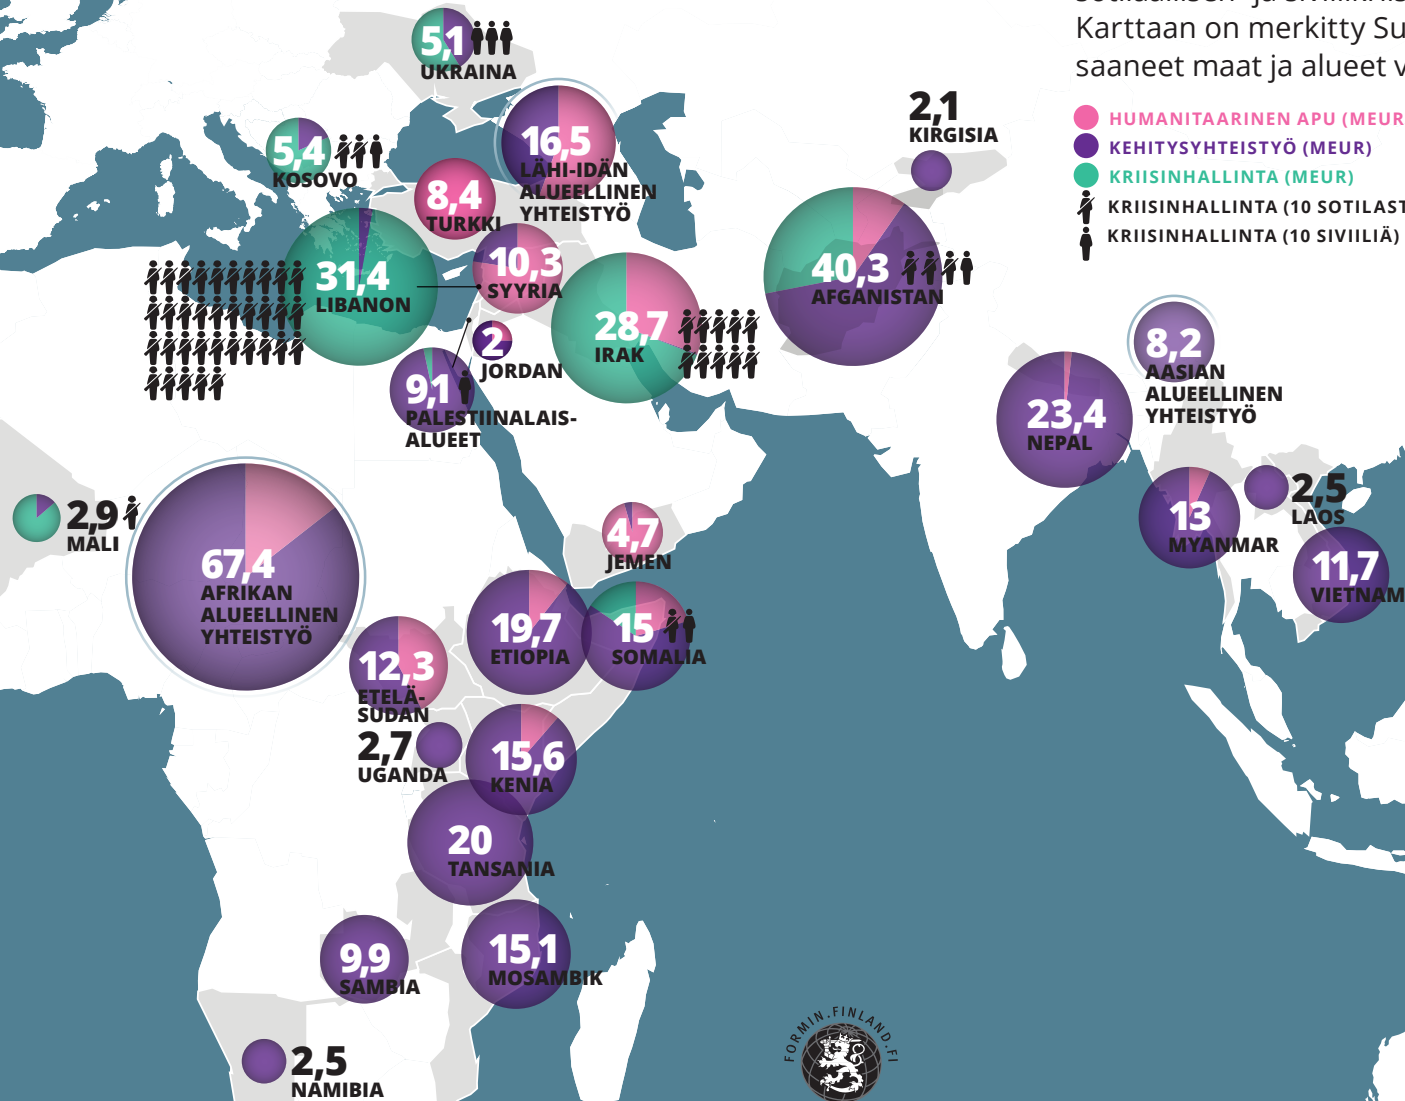 Karttaan on merkitty Su
saaneet maat ja alueet v
HUMANITAARINEN APU (MEUR
KEHITYSYHTEISTYÖ (MEUR)
KRIISINHALLINTA (MEUR)
KRIISINHALLINTA (10 SOTILAST
KRIISINHALLINTA (10 SIVIILIÄ)
5,1
UKRAINA
16,5
LÄHI-IDÄN
ALUEELLINEN
YHTEISTYÖ
2,1
KIRGISIA
5,4
KOSOVO
8,4
TURKKI
31,4
LIBANON
10,3
SYYRIA
40,3
AFGANISTAN
28,7
IRAK
2
JORDAN
9,1
PALESTIINALAIS-
ALUEET
8,2
AASIAN
ALUEELLINEN
YHTEISTYÖ
23,4
NEPAL
2,9
MALI
67,4
AFRIKAN
ALUEELLINEN
YHTEISTYÖ
4,7
JEMEN
13
MYANMAR
2,5
LAOS
11,7
VIETNAM
19,7
ETIOPIA
15
SOMALIA
12,3
ETELÄ-
SUDAN
2,7
UGANDA
15,6
KENIA
20
TANSANIA
9,9
SAMBIA
15,1
MOSAMBIK
2,5
NAMIBIA
FORMIN.FINLAND.FI